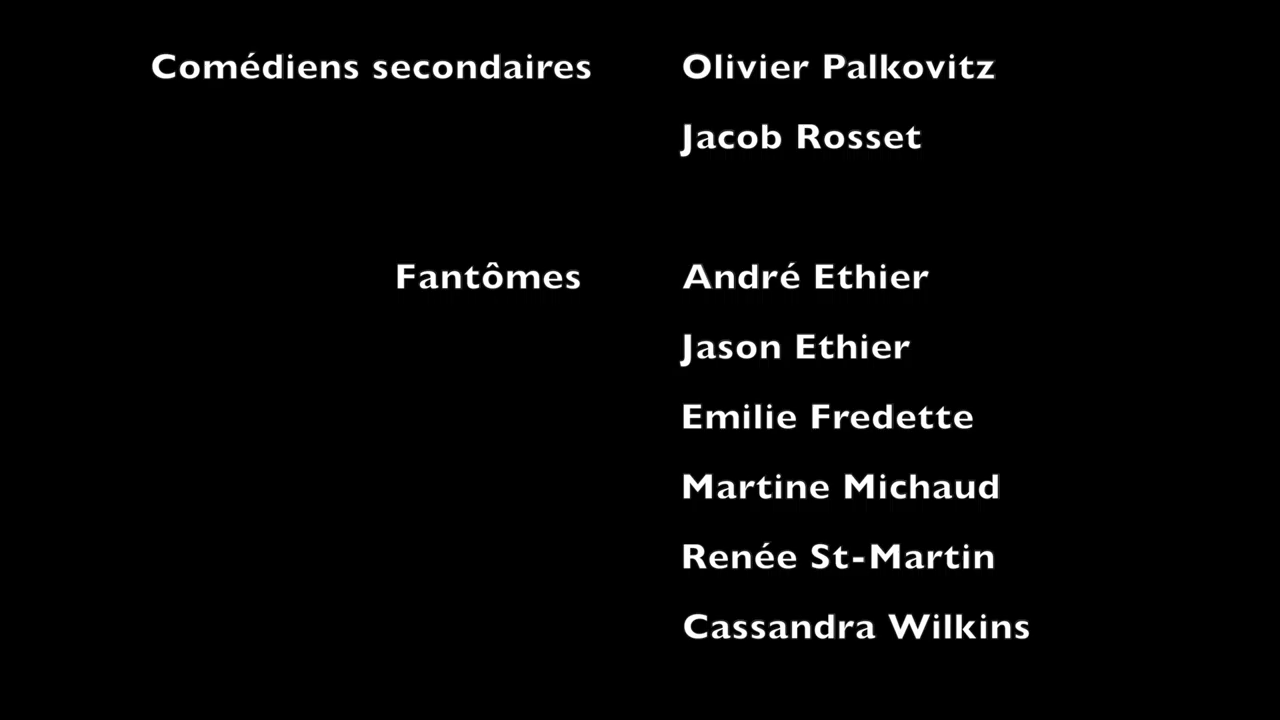 Comédiens secondaires Olivier Palkovitz
Jacob Rosset
Fantômes André Ethier
Jason Ethier
Emilie Fredette
Martine Michaud
Renée St-Martin
Cassandra Wilkins